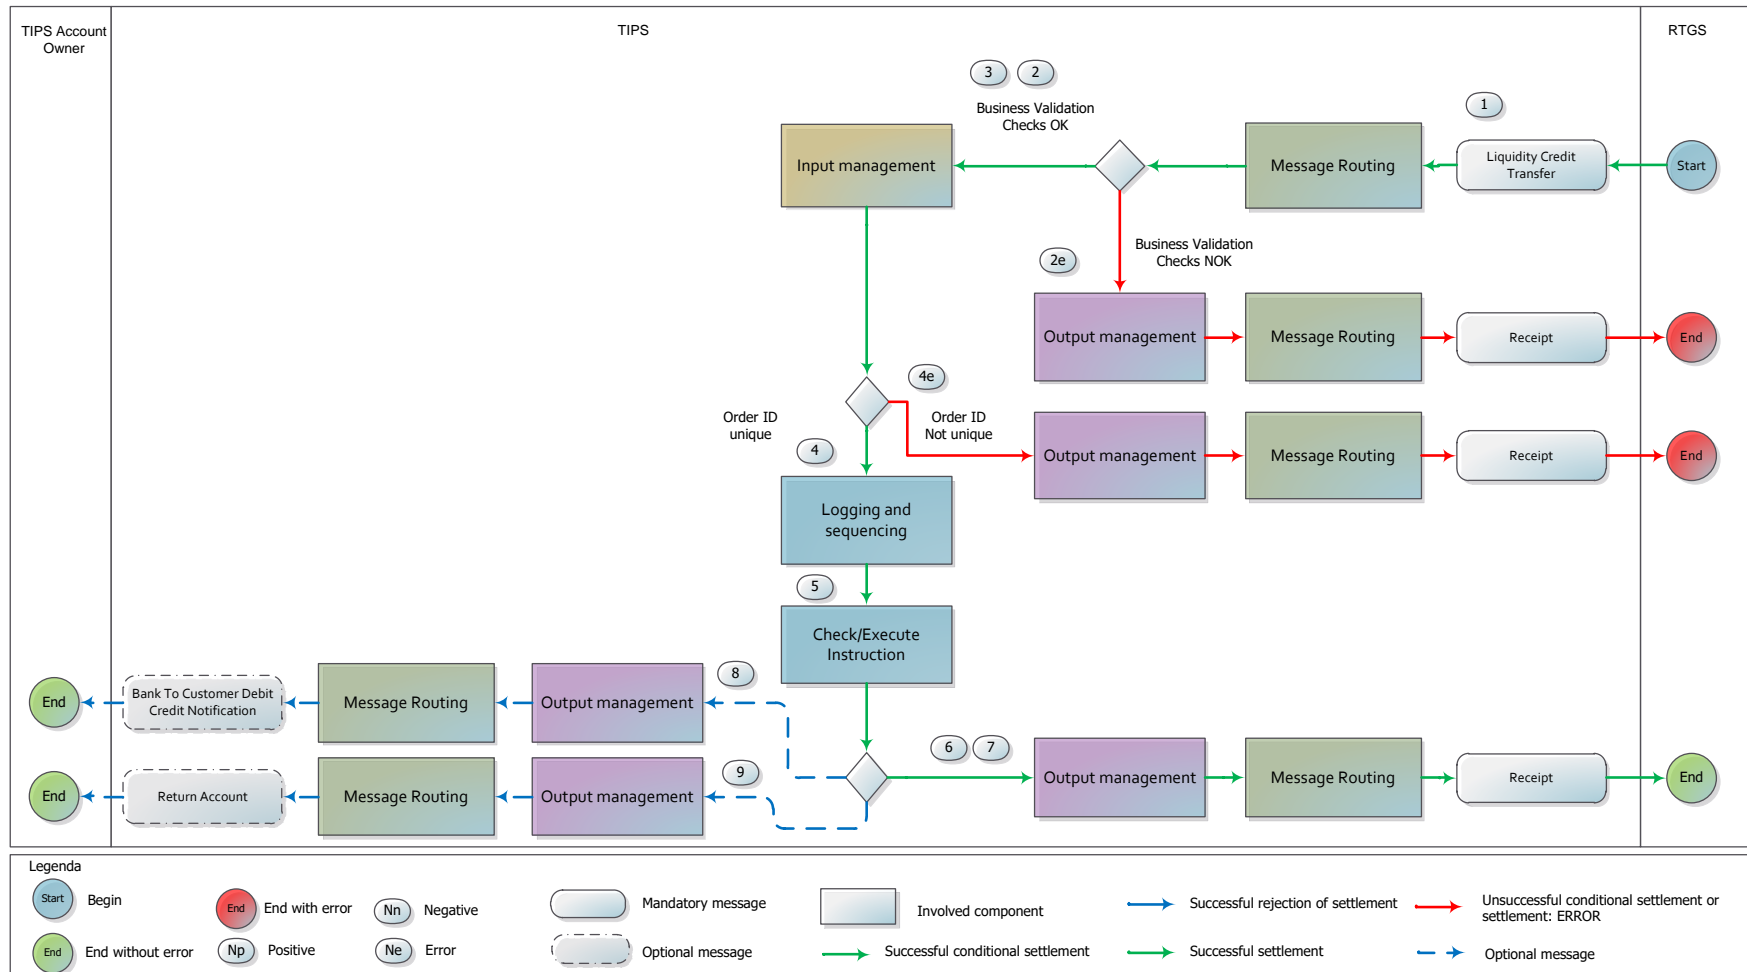 TIPS Account
Owner
TIPS
RTGS
3
2
1
Business Validation
Checks OK
Input management
Message Routing
Liquidity Credit
Transfer
Start
Business Validation
Checks NOK
2e
Output management
Message Routing
Receipt
End
4e
Order ID
unique
Order ID
Not unique
4
Output management
Message Routing
Receipt
End
Logging and
sequencing
5
Check/Execute
Instruction
8
End
Bank To Customer Debit
Credit Notification
Message Routing
Output management
6
7
9
End
Return Account
Message Routing
Output management
Output management
Message Routing
Receipt
End
Legenda
Start
Begin
End
End with error
Nn
Negative
Mandatory message
Involved component
Successful rejection of settlement
Unsuccessful conditional settlement or
settlement: ERROR
End
End without error
Np
Positive
Ne
Error
Optional message
Successful conditional settlement
Successful settlement
Optional message